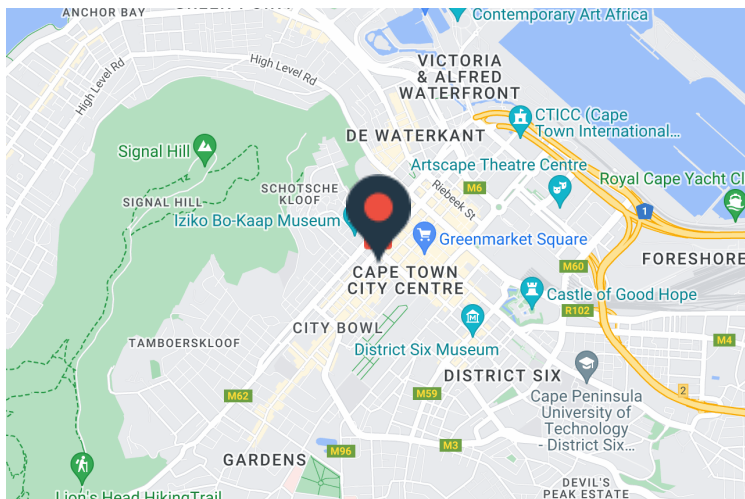 ANCHOR BAY
Contemporary Art Africa
High Level Rd
High Level Rd
VICTORIA
& ALFRED
WATERFRONT
CTICC (Cape
Town International...
DE WATERKANT
Signal Hill
Artscape Theatre Centre
Royal Cape Yacht Cl
M6
Riebeek St
SCHOTSCHE
KLOOF
SIGNAL HILL
Iziko Bo-Kaap Museum
1
Greenmarket Square
FORESHORE
M60
CAPE TOWN
CITY CENTRE
Castle of Good Hope
R102
CITY BOWL
TAMBOERSKLOOF
M4
District Six Museum
DISTRICT SIX
M62
M59
2
Cape Peninsula
University of
Technology
- District Six...
M3
M96
GARDENS
DEVIL'S
PEAK ESTATE
Lion's Head HikingTrail